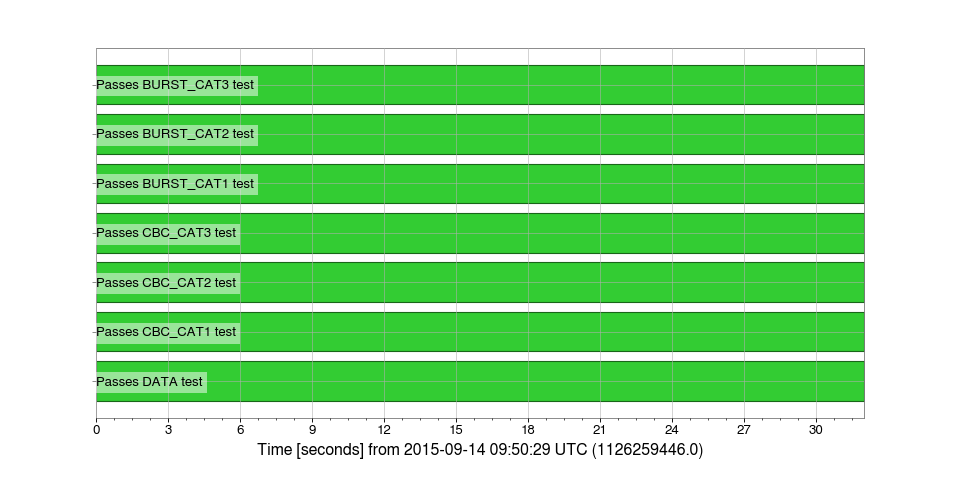 Passes BURST_CAT3 test
Passes BURST_CAT2 test
Passes BURST_CAT1 test
Passes CBC_CAT3 test
Passes CBC_CAT2 test
Passes CBC_CAT1 test
Passes DATA test
0 3 6 9 12 15 18 21 24 27 30
Time [seconds] from 2015-09-14 09:50:29 UTC (1126259446.0)